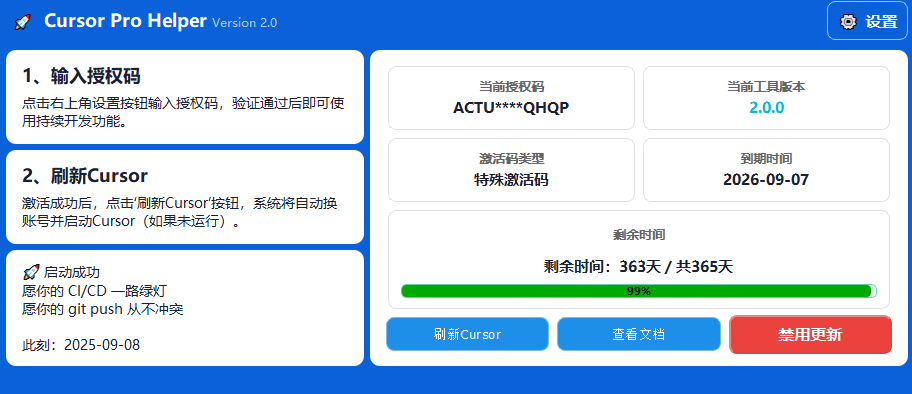 Cursor Pro Helper Version 2.0
设置
1、输入授权码
点击右上角设置按钮输入授权码，验证通过后即可使
用持续开发功能。
2、刷新Cursor
激活成功后，点击‘刷新Cursor’按钮，系统将自动换
账号并启动Cursor（如果未运行）。
启动成功
愿你的 CI/CD 一路绿灯
愿你的 git push 从不冲突
此刻：2025-09-08
当前授权码
ACTU****QHQP
当前工具版本
2.0.0
激活码类型
特殊激活码
到期时间
2026-09-07
剩余时间
剩余时间：363天 / 共365天
99%
刷新Cursor
查看文档
禁用更新